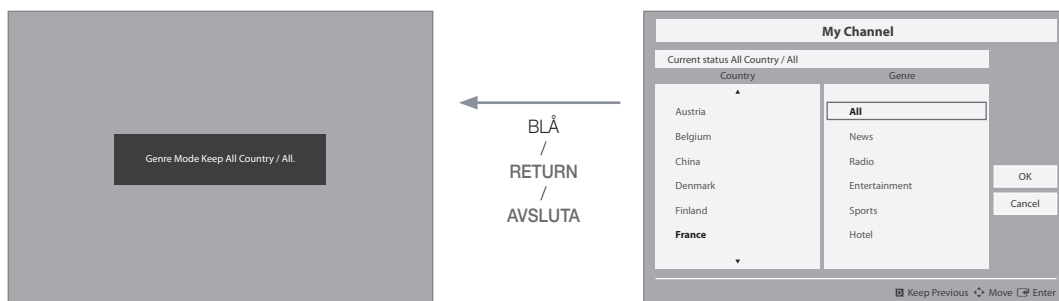 Genre Mode Keep All Country / All.
BLÅ
/
RETURN
/
AVSLUTA
My Channel
Current status All Country / All
Country Genre
Austria All
Belgium News
China Radio
Denmark Entertainment
Finland Sports
France Hotel
OK
Cancel
D Keep Previous Move Enter